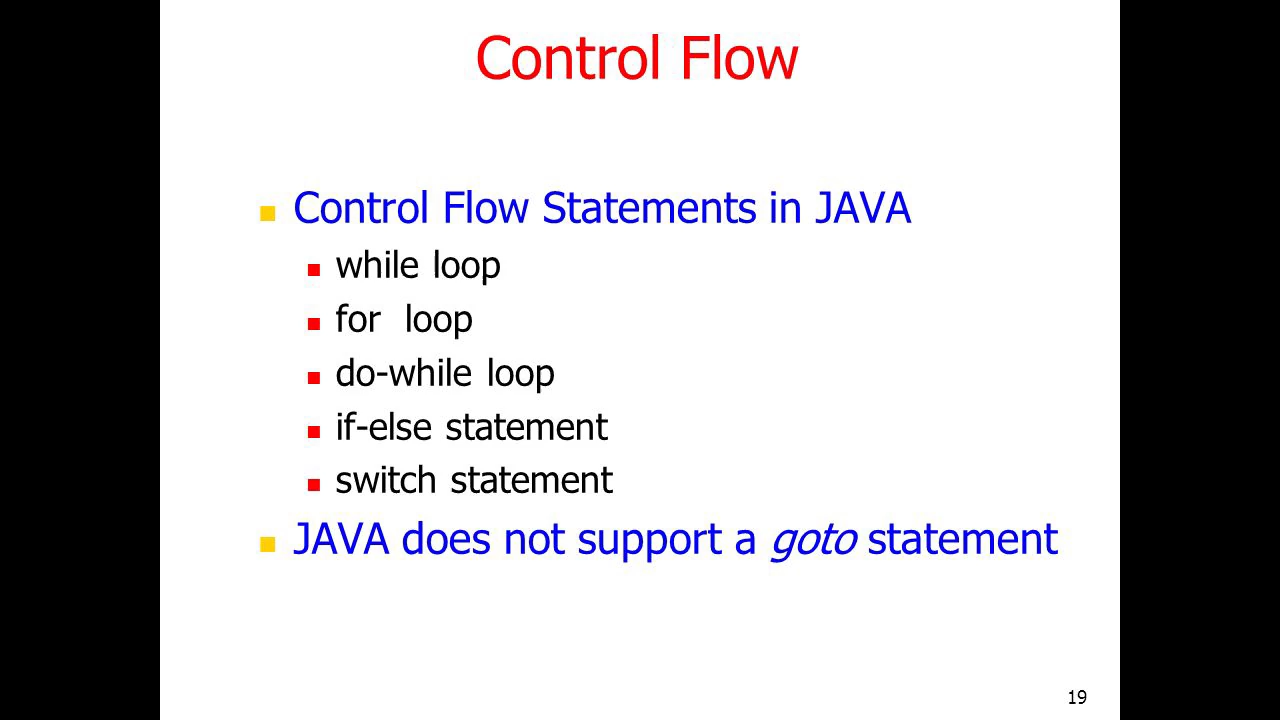 Control Flow
Control Flow Statements in JAVA
while loop
for  loop
do-while loop
if-else statement
switch statement
JAVA does not support a goto statement
19